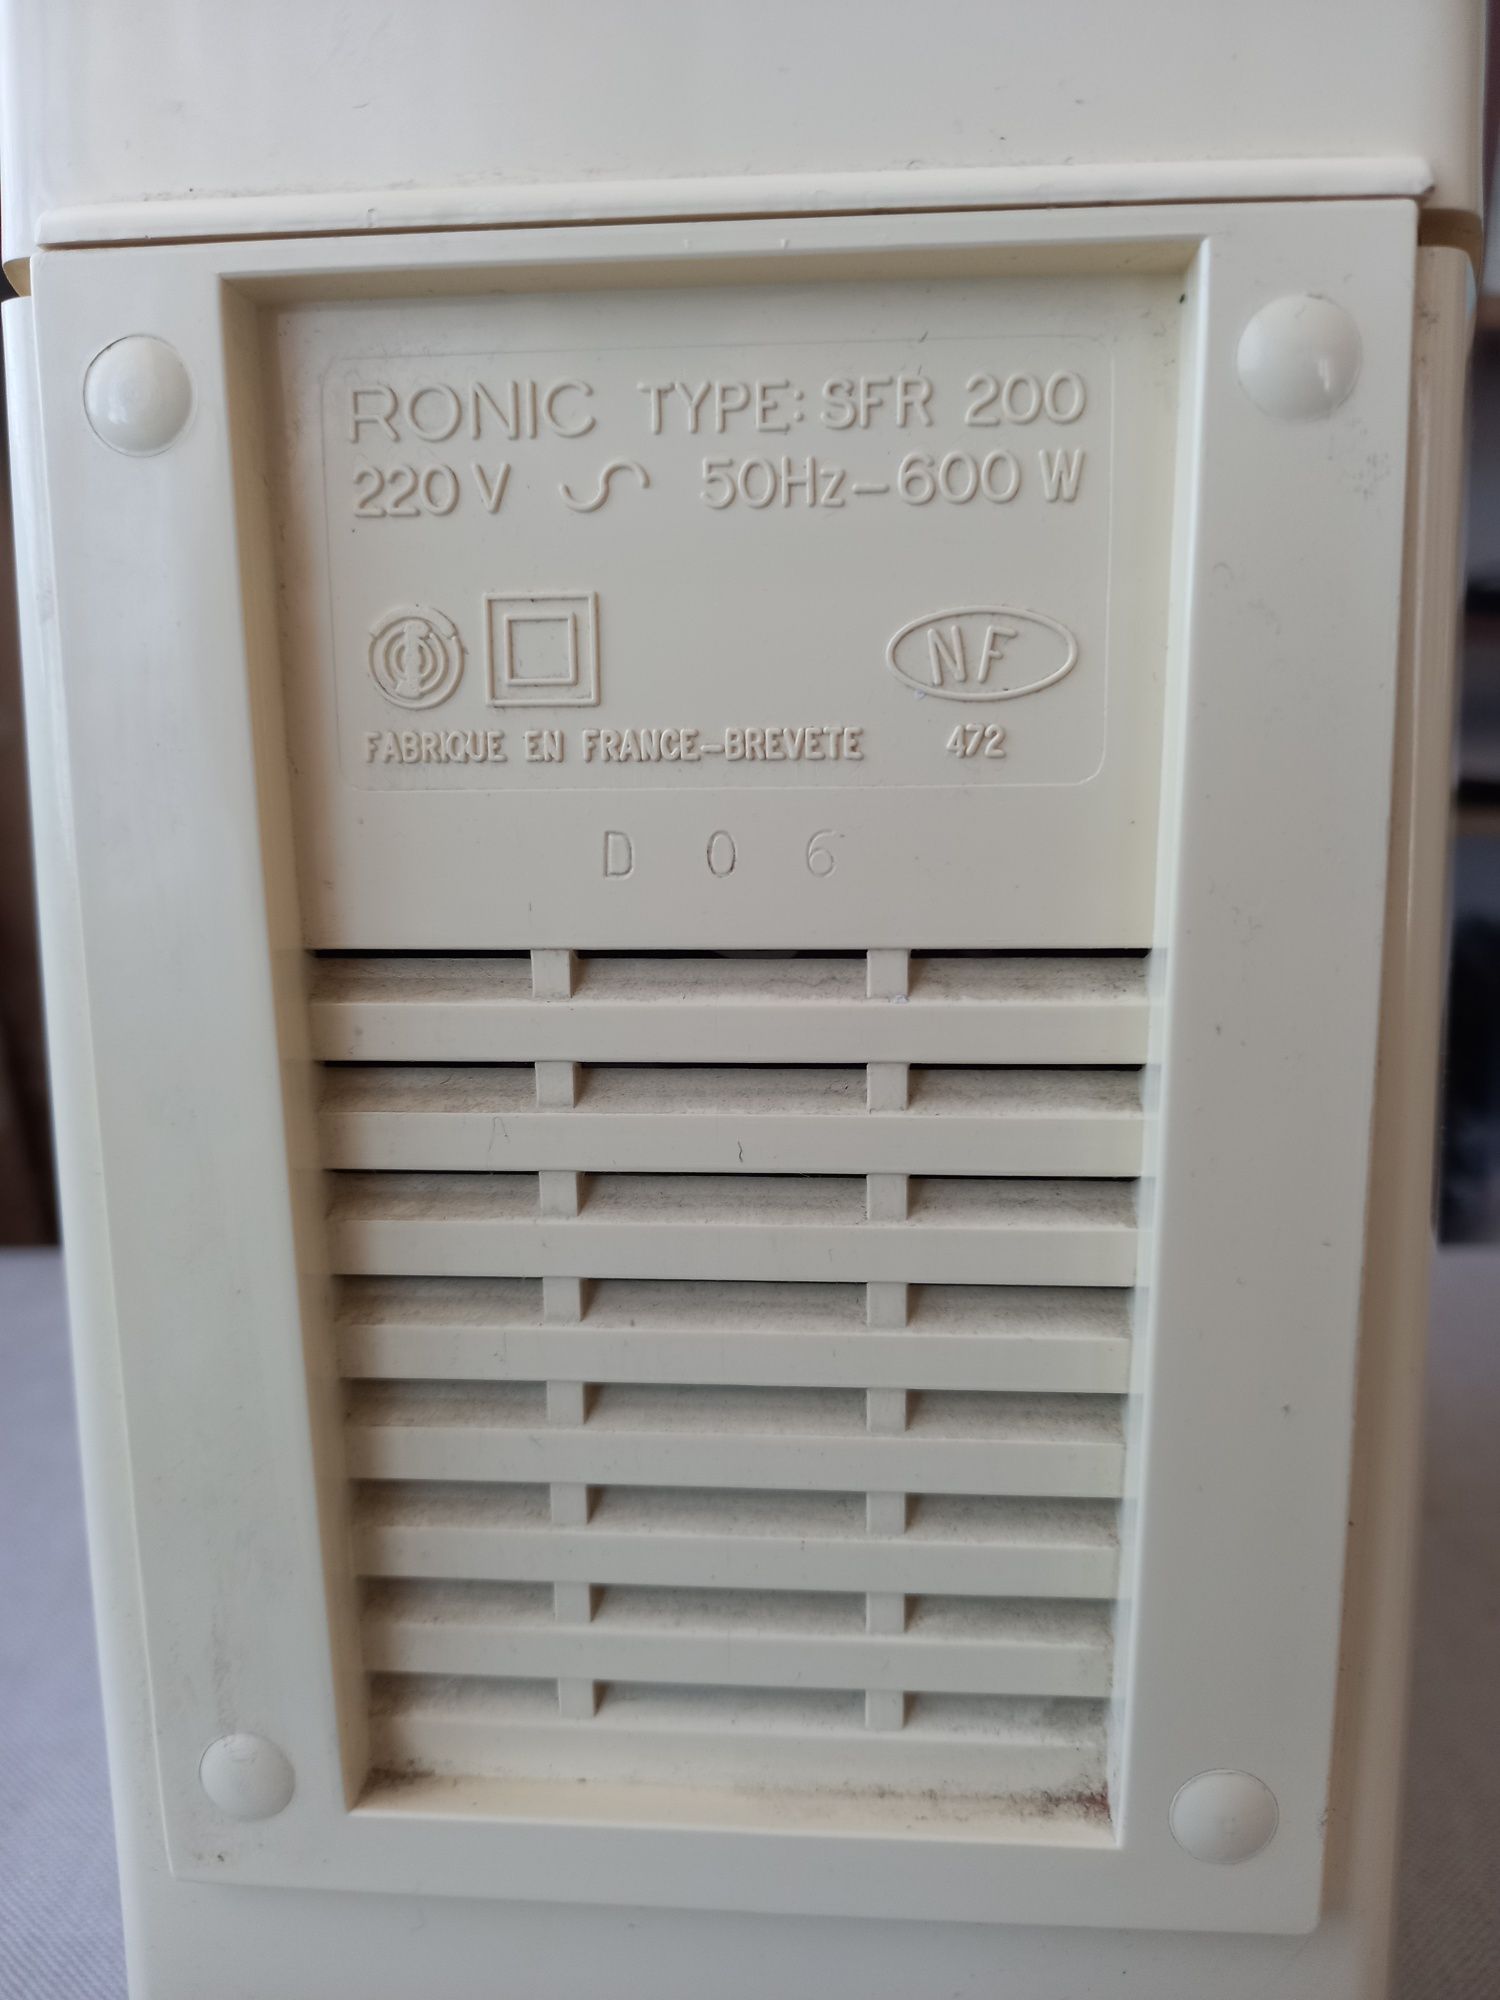 RONIC TYPE: SFR 200
220 V 50Hz-600 W
NF
FABRIQUE EN FRANCE-BREVETE 472
D 0 6